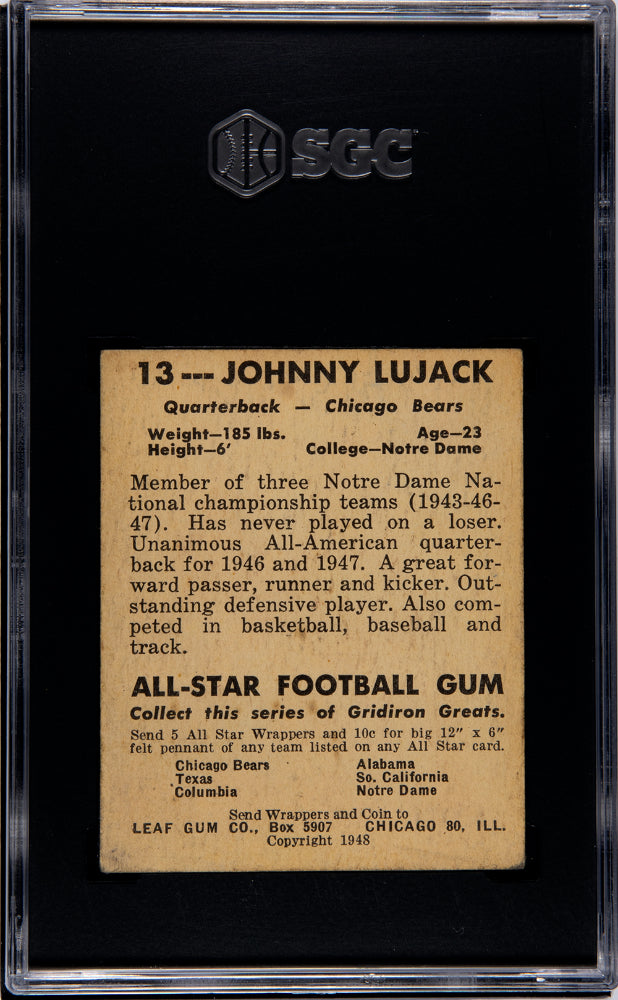 SGC
13 --- JOHNNY LUJACK
Quarterback — Chicago Bears
Weight—185 lbs. Age—23
Height—6' College—Notre Dame
Member of three Notre Dame Na-
tional championship teams (1943-46-
47). Has never played on a loser.
Unanimous All-American quarter-
back for 1946 and 1947. A great for-
ward passer, runner and kicker. Out-
standing defensive player. Also com-
peted in basketball, baseball and
track.
ALL-STAR FOOTBALL GUM
Collect this series of Gridiron Greats.
Send 5 All Star Wrappers and 10c for big 12" x 6"
felt pennant of any team listed on any All Star card.
Chicago Bears Alabama
Texas So. California
Columbia Notre Dame
Send Wrappers and Coin to
LEAF GUM CO., Box 5907 CHICAGO 80, ILL.
Copyright 1948